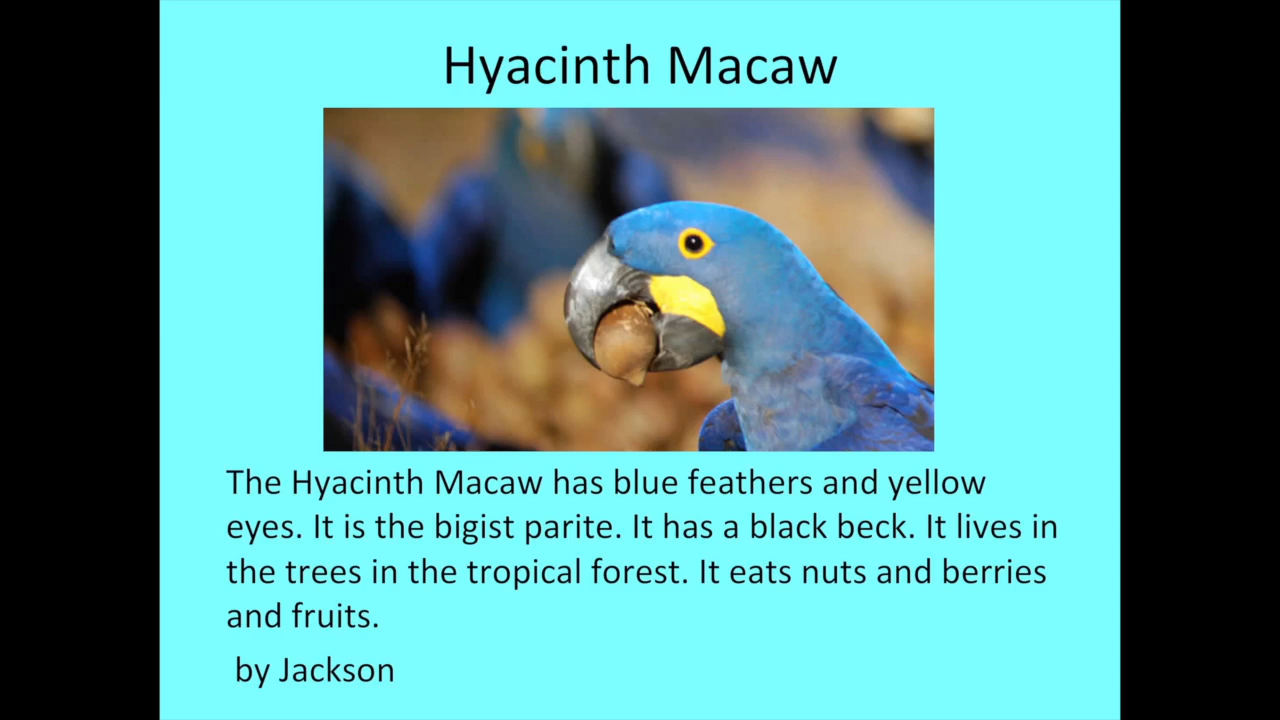 Hyacinth Macaw
The Hyacinth Macaw has blue feathers and yellow
eyes. It is the bigist parite. It has a black beck. It lives in
the trees in the tropical forest. It eats nuts and berries
and fruits.
by Jackson